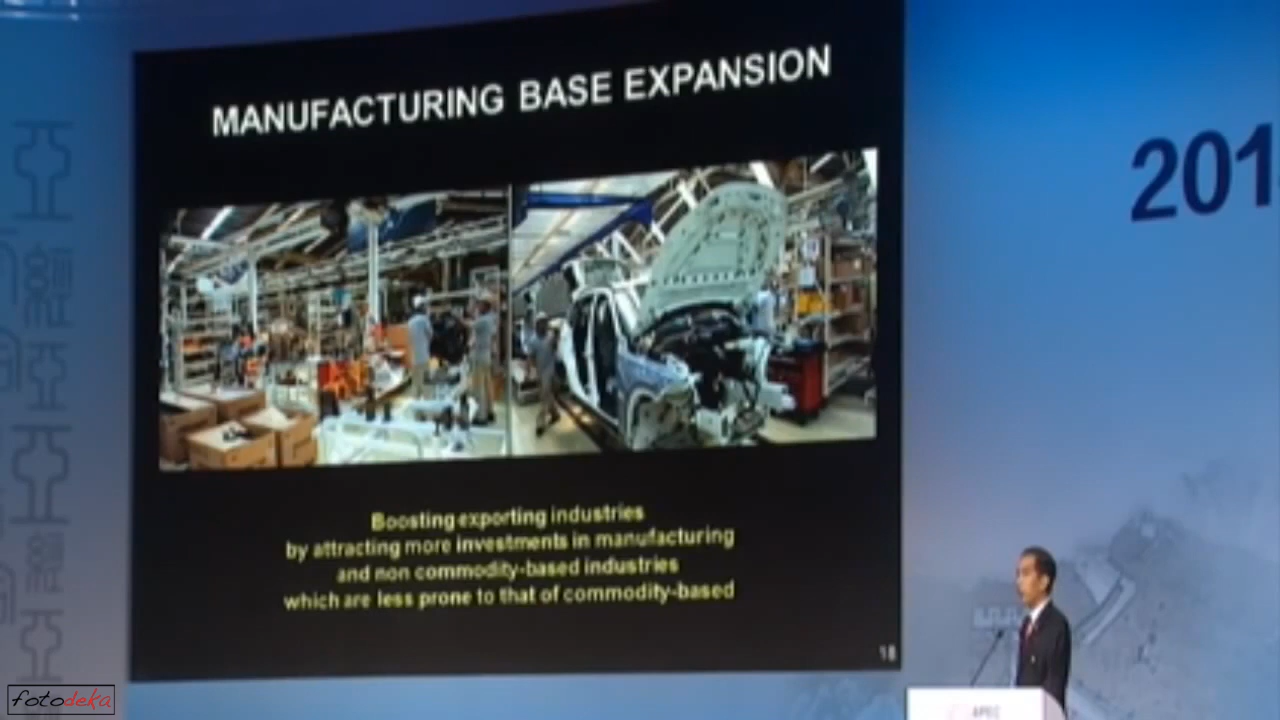 MANUFACTURING BASE EXPANSION
201
Boosting exporting industries
by attracting more investments in manufacturing
and non commodity-based industries
which are less prone to that of commodity-based
18
APEC
fotodeka